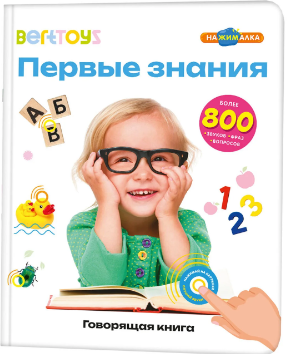 BertToys
НАЖИМАЛКА
Первые знания
БОЛЕЕ
800
ЗВУКОВ • ФРАЗ
ВОПРОСОВ
А Б
В
1 2 3
Говорящая книга